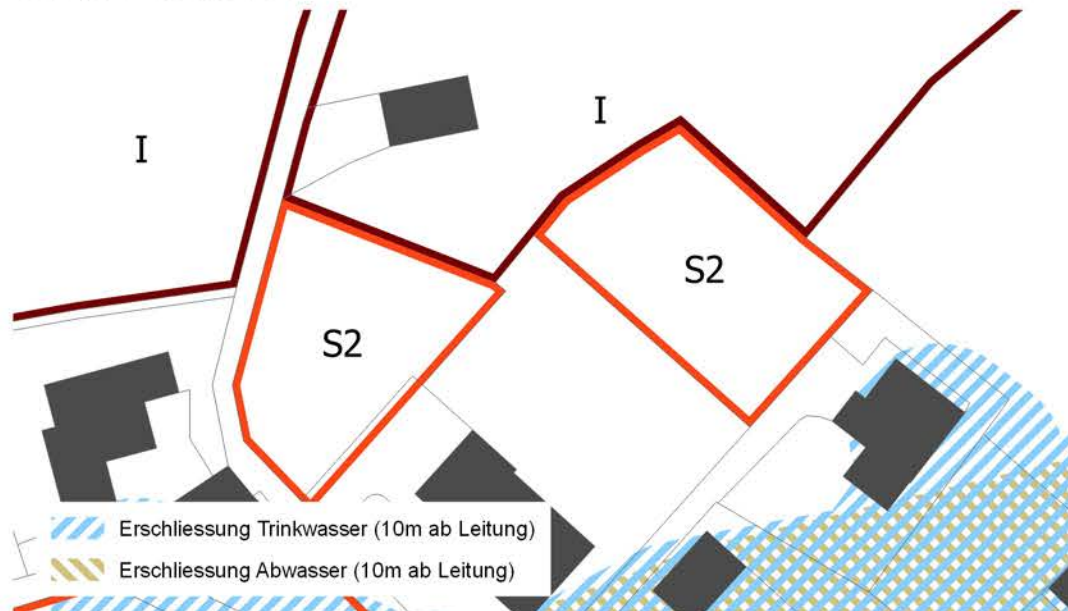 I
I
S2
S2
Erschliessung Trinkwasser (10m ab Leitung)
Erschliessung Abwasser (10m ab Leitung)